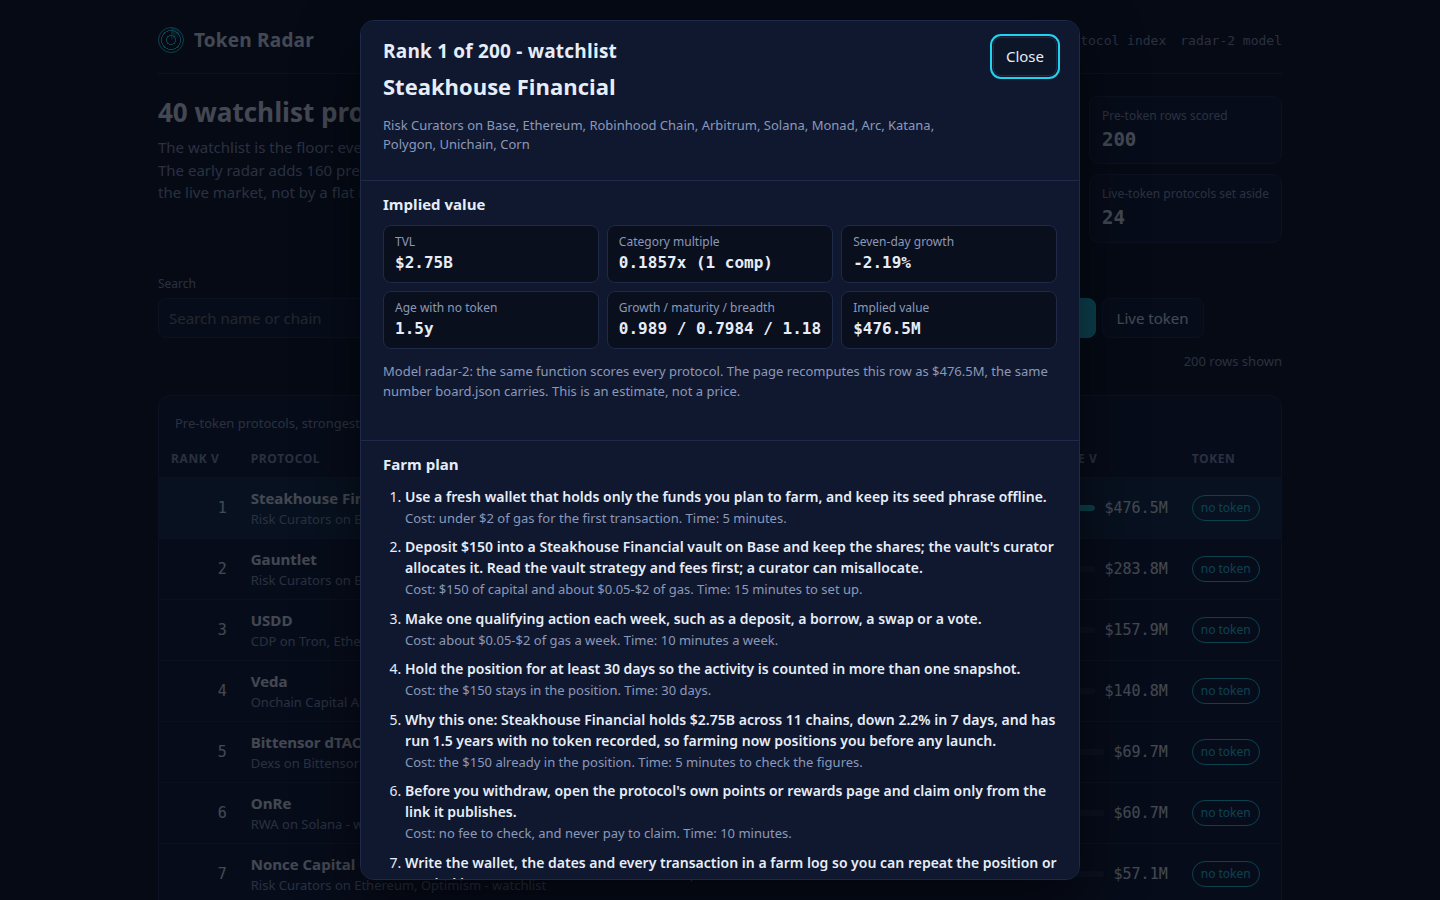 Token Radar
tocol index radar-2 model
Rank 1 of 200 - watchlist
Close
Steakhouse Financial
Risk Curators on Base, Ethereum, Robinhood Chain, Arbitrum, Solana, Monad, Arc, Katana,
Polygon, Unichain, Corn
40 watchlist pro
The watchlist is the floor: eve
The early radar adds 160 pre
the live market, not by a flat
Pre-token rows scored
200
Live-token protocols set aside
24
Implied value
TVL
$2.75B
Category multiple
0.1857x (1 comp)
Seven-day growth
-2.19%
Age with no token
1.5y
Growth / maturity / breadth
0.989 / 0.7984 / 1.18
Implied value
$476.5M
Model radar-2: the same function scores every protocol. The page recomputes this row as $476.5M, the same
number board.json carries. This is an estimate, not a price.
Search
Search name or chain
Live token
200 rows shown
Pre-token protocols, strongest
RANK V PROTOCOL E V TOKEN
1 Steakhouse Fin $476.5M no token
Risk Curators on E
2 Gauntlet $283.8M no token
Risk Curators on E
3 USDD $157.9M no token
CDP on Tron, Ethe
4 Veda $140.8M no token
Onchain Capital A
5 Bittensor dTAO $69.7M no token
Dexs on Bittensor
6 OnRe $60.7M no token
RWA on Solana - w
7 Nonce Capital $57.1M no token
Risk Curators on Ethereum, Optimism - watchlist
Farm plan
1. Use a fresh wallet that holds only the funds you plan to farm, and keep its seed phrase offline.
Cost: under $2 of gas for the first transaction. Time: 5 minutes.
2. Deposit $150 into a Steakhouse Financial vault on Base and keep the shares; the vault's curator
allocates it. Read the vault strategy and fees first; a curator can misallocate.
Cost: $150 of capital and about $0.05-$2 of gas. Time: 15 minutes to set up.
3. Make one qualifying action each week, such as a deposit, a borrow, a swap or a vote.
Cost: about $0.05-$2 of gas a week. Time: 10 minutes a week.
4. Hold the position for at least 30 days so the activity is counted in more than one snapshot.
Cost: the $150 stays in the position. Time: 30 days.
5. Why this one: Steakhouse Financial holds $2.75B across 11 chains, down 2.2% in 7 days, and has
run 1.5 years with no token recorded, so farming now positions you before any launch.
Cost: the $150 already in the position. Time: 5 minutes to check the figures.
6. Before you withdraw, open the protocol's own points or rewards page and claim only from the
link it publishes.
Cost: no fee to check, and never pay to claim. Time: 10 minutes.
7. Write the wallet, the dates and every transaction in a farm log so you can repeat the position or